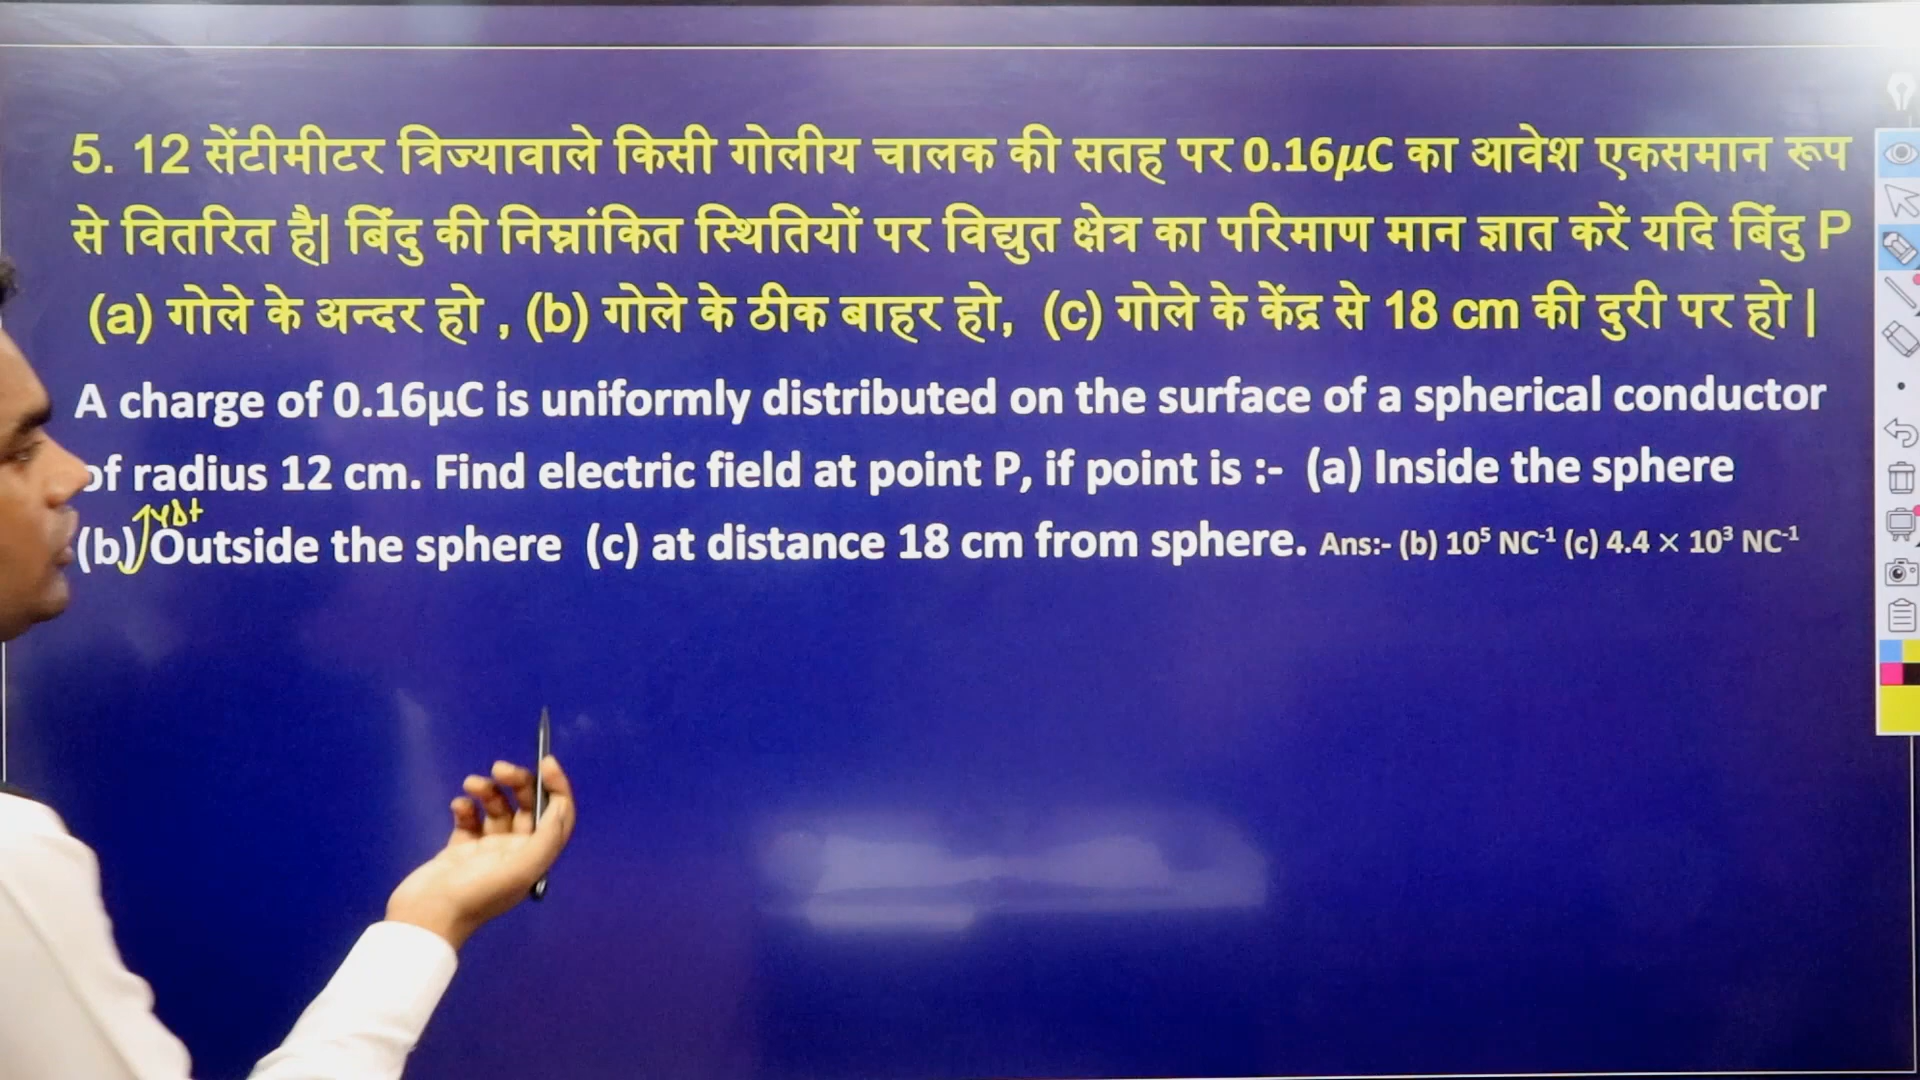 5. 12 सेंटीमीटर त्रिज्यावाले किसी गोलीय चालक की सतह पर 0.16μC का आवेश एकसमान रूप
से वितरित है| बिंदु की निम्नांकित स्थितियों पर विद्युत क्षेत्र का परिमाण मान ज्ञात करें यदि बिंदु P
(a) गोले के अन्दर हो , (b) गोले के ठीक बाहर हो, (c) गोले के केंद्र से 18 cm की दुरी पर हो |
A charge of 0.16μC is uniformly distributed on the surface of a spherical conductor
of radius 12 cm. Find electric field at point P, if point is :- (a) Inside the sphere
Just
(b) Outside the sphere (c) at distance 18 cm from sphere. Ans:- (b) 10⁵ NC⁻¹ (c) 4.4 × 10³ NC⁻¹